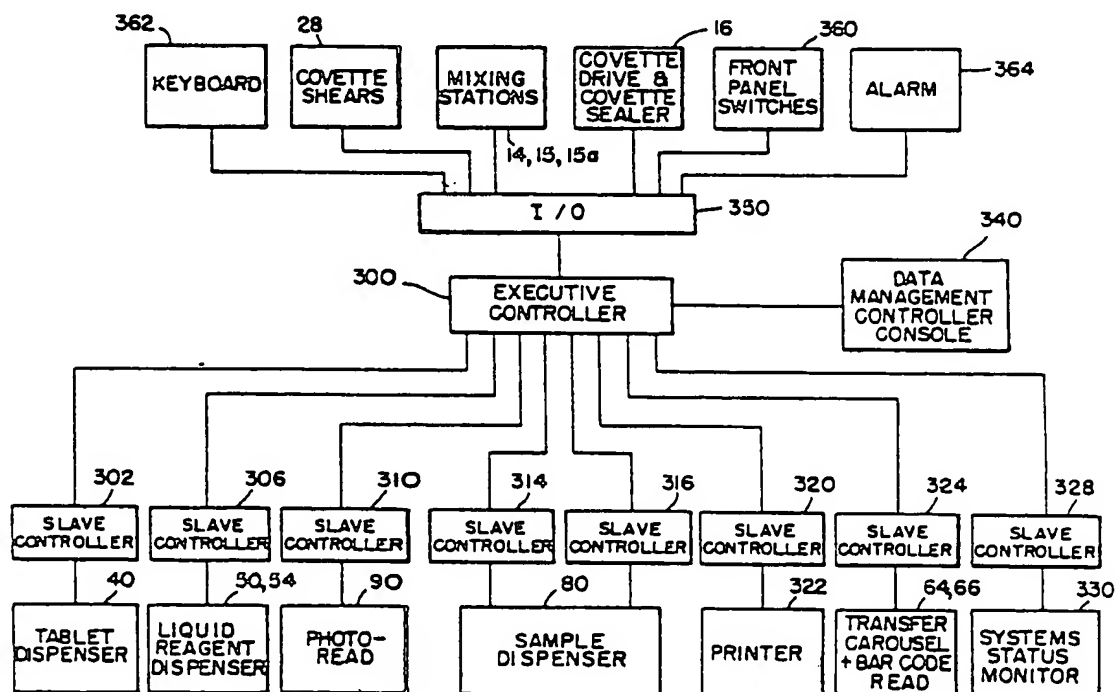 362
28
16
360
364
KEYBOARD
COVETTE
SHEARS
MIXING
STATIONS
COVETTE
DRIVE &
COVETTE
SEALER
FRONT
PANEL
SWITCHES
ALARM
14, 15, 15a
I/O
350
340
300
EXECUTIVE
CONTROLLER
DATA
MANAGEMENT
CONTROLLER
CONSOLE
302
306
310
314
316
320
324
328
SLAVE
CONTROLLER
SLAVE
CONTROLLER
SLAVE
CONTROLLER
SLAVE
CONTROLLER
SLAVE
CONTROLLER
SLAVE
CONTROLLER
SLAVE
CONTROLLER
SLAVE
CONTROLLER
40
50,54
90
80
322
64,66
330
TABLET
DISPENSER
LIQUID
REAGENT
DISPENSER
PHOTO-
READ
SAMPLE
DISPENSER
PRINTER
TRANSFER
CAROUSEL
+ BAR CODE
READ
SYSTEMS
STATUS
MONITOR